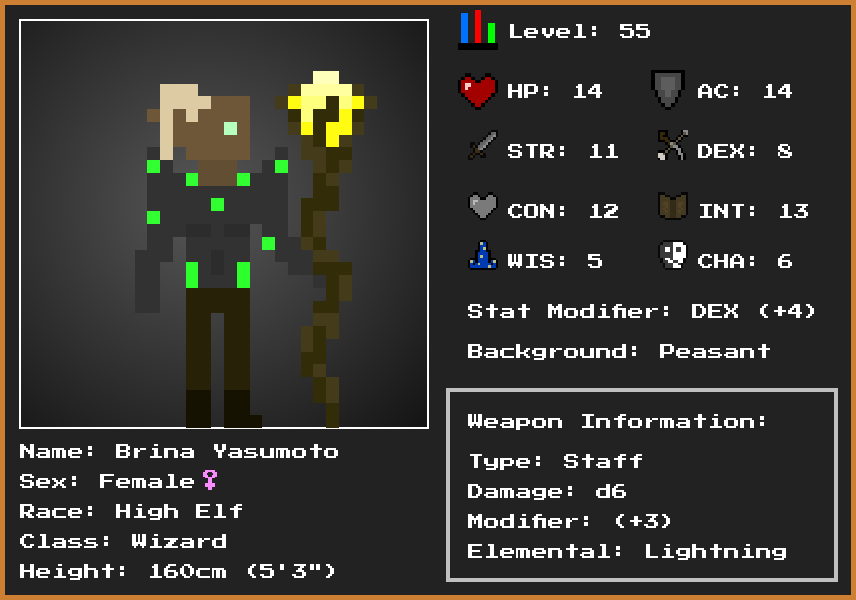 Level: 55
HP: 14 AC: 14
STR: 11 DEX: 8
CON: 12 INT: 13
WIS: 5 CHA: 6
Stat Modifier: DEX (+4)
Background: Peasant
Weapon Information:
Type: Staff
Damage: d6
Modifier: (+3)
Elemental: Lightning
Name: Brina Yasumoto
Sex: Female♀
Race: High Elf
Class: Wizard
Height: 160cm (5'3")